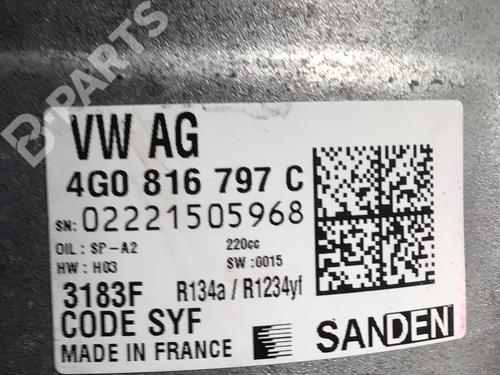 B-PARTS
VW AG
4G0 816 797 C
SN: 02221505968
OIL : SP-A2 220cc
HW : H03 SW :0015
3183F R134a / R1234yf
CODE SYF
MADE IN FRANCE SANDEN